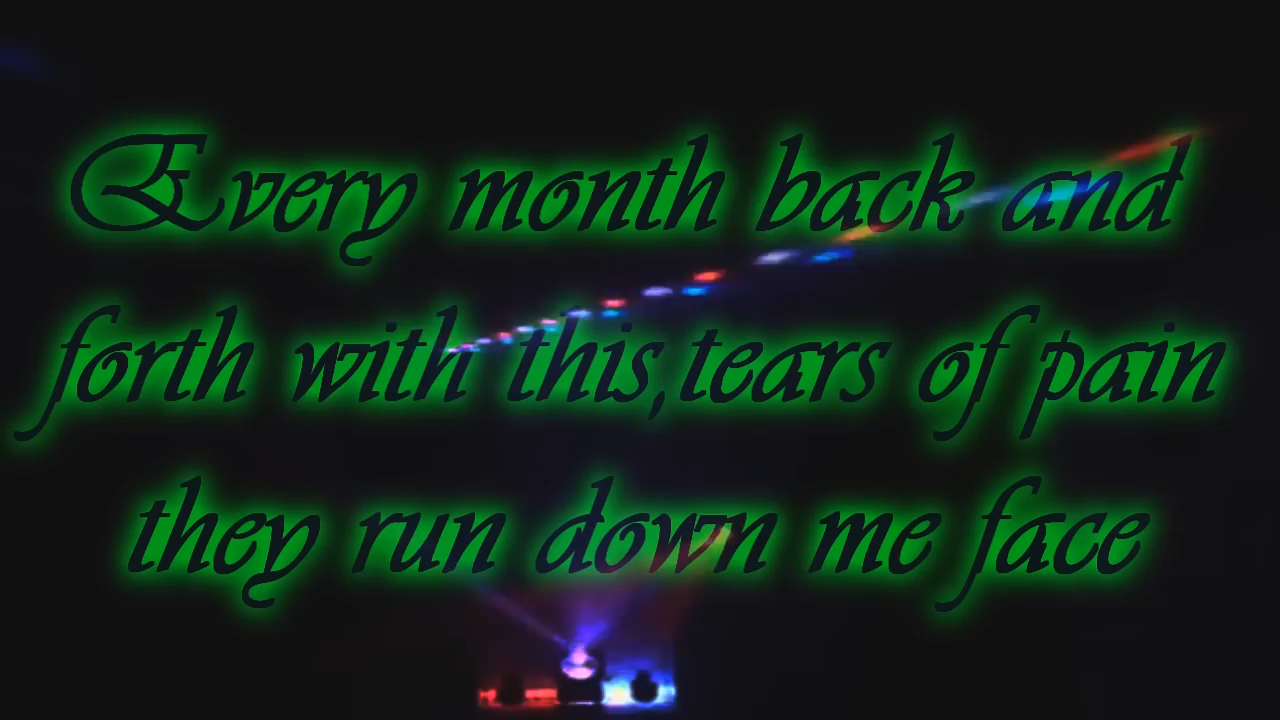 Every month back and
forth with this,tears of pain
they run down me face